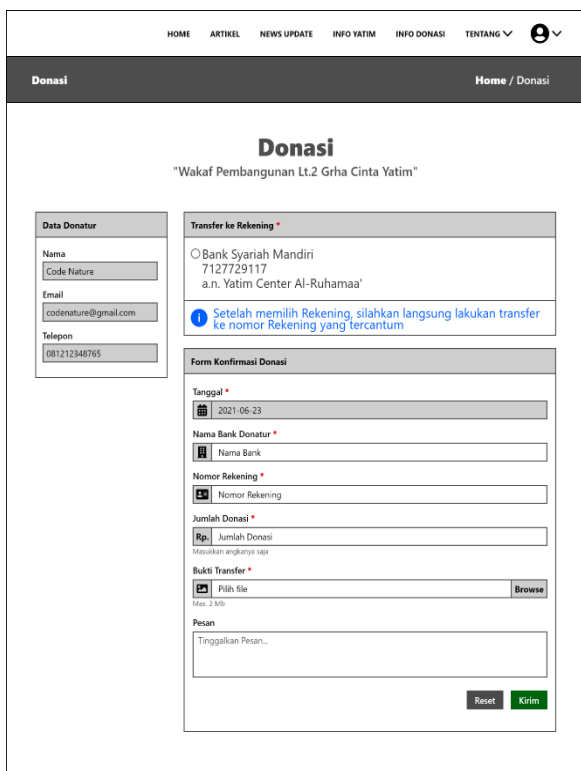 HOME ARTIKEL NEWS UPDATE INFO YATIM INFO DONASI TENTANG
Donasi
Home / Donasi
Donasi
"Wakaf Pembangunan Lt.2 Grha Cinta Yatim"
Data Donatur
Nama
Code Nature
Email
codenature@gmail.com
Telepon
081212348765
Transfer ke Rekening *
Bank Syariah Mandiri
7127729117
a.n. Yatim Center Al-Ruhamaa'
Setelah memilih Rekening, silahkan langsung lakukan transfer
ke nomor Rekening yang tercantum
Form Konfirmasi Donasi
Tanggal *
2021-06-23
Nama Bank Donatur *
Nama Bank
Nomor Rekening *
Nomor Rekening
Jumlah Donasi *
Rp. Jumlah Donasi
Masukkan angkanya saja
Bukti Transfer *
Pilih file Browse
Max. 2 Mb
Pesan
Tinggalkan Pesan...
Reset Kirim